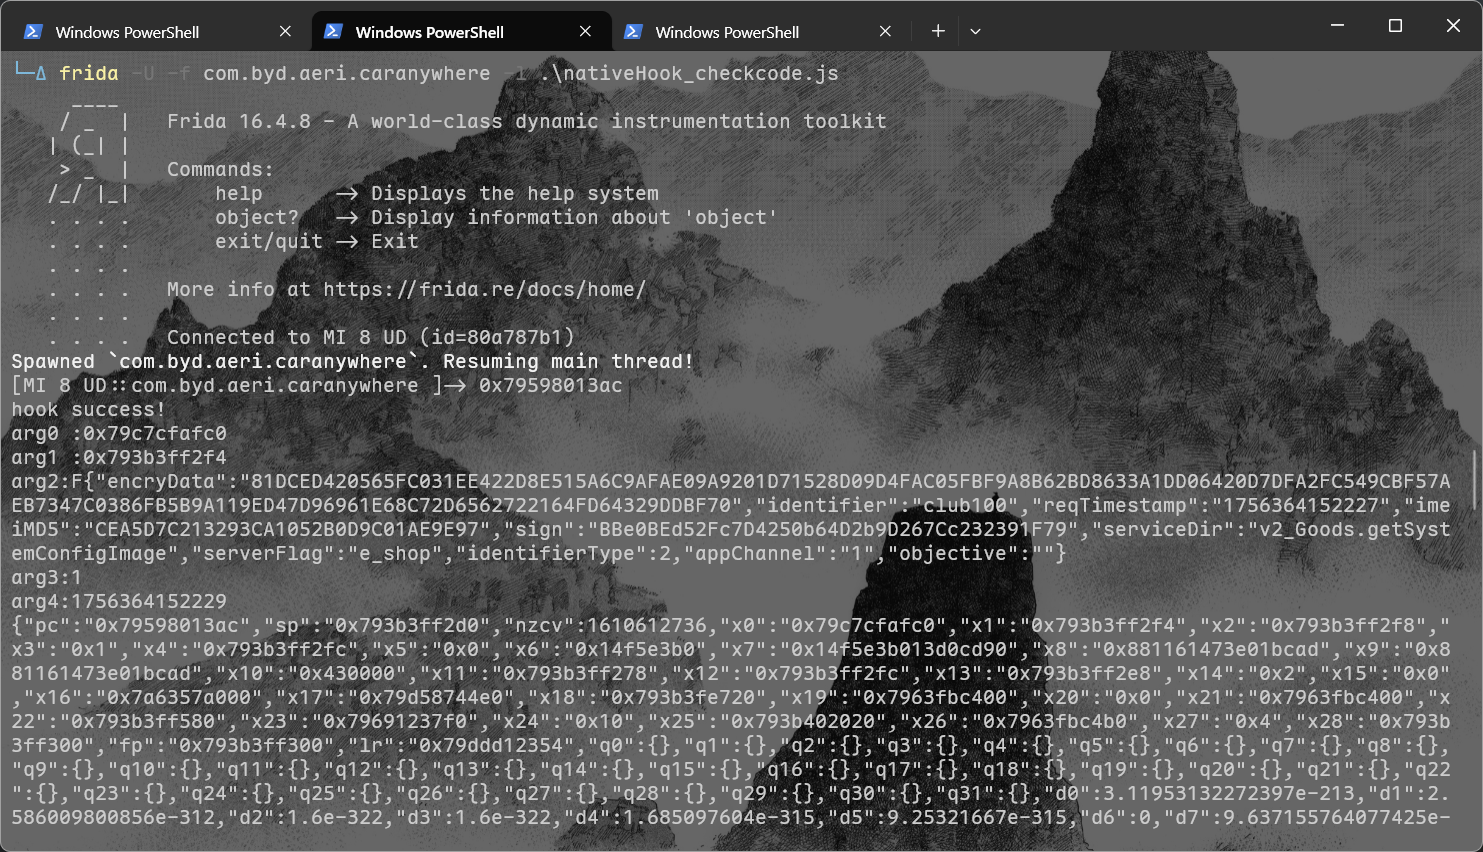 Windows PowerShell
Windows PowerShell
Windows PowerShell
└─Δ frida -U -f com.byd.aeri.caranywhere -l .\nativeHook_checkcode.js
     ____
    / _  |   Frida 16.4.8 - A world-class dynamic instrumentation toolkit
   | (_| |
    > _  |   Commands:
   /_/ |_|       help      -> Displays the help system
   . . . .       object?   -> Display information about 'object'
   . . . .       exit/quit -> Exit
   . . . .
   . . . .   More info at https://frida.re/docs/home/
   . . . .
   . . . .   Connected to MI 8 UD (id=80a787b1)
Spawned `com.byd.aeri.caranywhere`. Resuming main thread!
[MI 8 UD::com.byd.aeri.caranywhere ]-> 0x79598013ac
hook success!
arg0 :0x79c7cfafc0
arg1 :0x793b3ff2f4
arg2:F{"encryData":"81DCED420565FC031EE422D8E515A6C9AFAE09A9201D71528D09D4FAC05FBF9A8B62BD8633A1DD06420D7DFA2FC549CBF57A
EB7347C0386FB5B9A119ED47D96961E68C72D65627722164FD64329DDBF70","identifier":"club100","reqTimestamp":"1756364152227","ime
iMD5":"CEA5D7C213293CA1052B0D9C01AE9E97","sign":"BBe0BEd52Fc7D4250b64D2b9D267Cc232391F79","serviceDir":"v2_Goods.getSyst
emConfigImage","serverFlag":"e_shop","identifierType":2,"appChannel":"1","objective":""}
arg3:1
arg4:1756364152229
{"pc":"0x79598013ac","sp":"0x793b3ff2d0","nzcv":1610612736,"x0":"0x79c7cfafc0","x1":"0x793b3ff2f4","x2":"0x793b3ff2f8","
x3":"0x1","x4":"0x793b3ff2fc","x5":"0x0","x6":"0x14f5e3b0","x7":"0x14f5e3b013d0cd90","x8":"0x881161473e01bcad","x9":"0x8
81161473e01bcad","x10":"0x430000","x11":"0x793b3ff278","x12":"0x793b3ff2fc","x13":"0x793b3ff2e8","x14":"0x2","x15":"0x0"
,"x16":"0x7a6357a000","x17":"0x79d58744e0","x18":"0x793b3fe720","x19":"0x7963fbc400","x20":"0x0","x21":"0x7963fbc400","x
22":"0x793b3ff580","x23":"0x79691237f0","x24":"0x10","x25":"0x793b402020","x26":"0x7963fbc4b0","x27":"0x4","x28":"0x793b
3ff300","fp":"0x793b3ff300","lr":"0x79ddd12354","q0":{},"q1":{},"q2":{},"q3":{},"q4":{},"q5":{},"q6":{},"q7":{},"q8":{},
"q9":{},"q10":{},"q11":{},"q12":{},"q13":{},"q14":{},"q15":{},"q16":{},"q17":{},"q18":{},"q19":{},"q20":{},"q21":{},"q22
":{},"q23":{},"q24":{},"q25":{},"q26":{},"q27":{},"q28":{},"q29":{},"q30":{},"q31":{},"d0":3.11953132272397e-213,"d1":2.
586009800856e-312,"d2":1.6e-322,"d3":1.6e-322,"d4":1.685097604e-315,"d5":9.25321667e-315,"d6":0,"d7":9.637155764077425e-